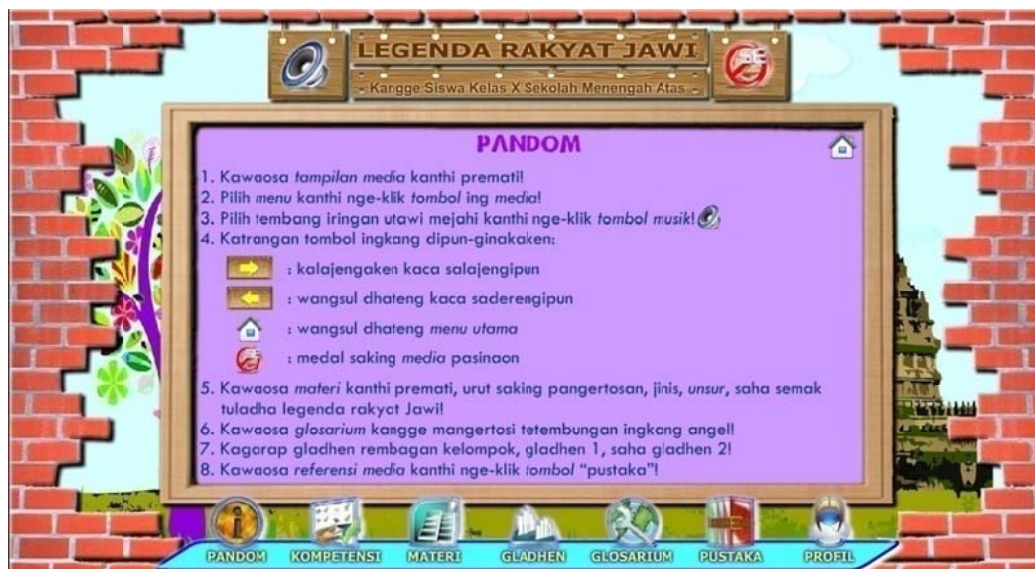 LEGENDA RAKYAT JAWI
Kangge Siswa Kelas X Sekolah Menengah Atas
PANDOM
1. Kawaosa tampilan media kanthi premati!
2. Pilih menu kanthi nge-klik tombol ing media!
3. Pilih tembang iringan utawi mejahi kanthi nge-klik tombol musik!
4. Katrangan tombol ingkang dipun-ginakaken:
: kalajengaken kaca salajengipun
: wangsul dhateng kaca saderengipun
: wangsul dhateng menu utama
: medal saking media pasinaon
5. Kawaosa materi kanthi premati, urut saking pangertosan, jinis, unsur, saha semak
tuladha legenda rakyat Jawi!
6. Kawaosa glosarium kangge mangertosi tetembungan ingkang angel!
7. Kagarap gladhen rembagan kelompok, gladhen 1, saha gladhen 2!
8. Kawaosa referensi media kanthi nge-klik tombol “pustaka”!
PANDOM KOMPETENSI MATERI GLADHEN GLOSARIUM PUSTAKA PROFIL